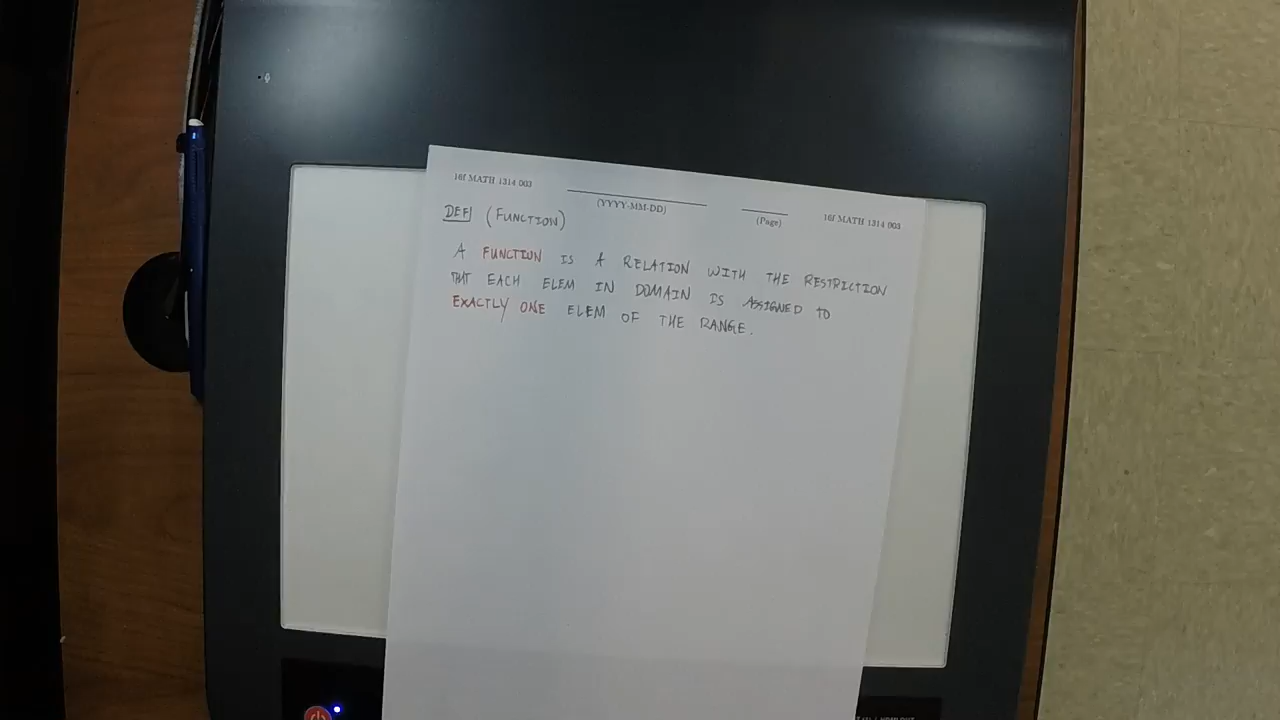 16f MATH 1314 003
(YYYY-MM-DD)
(Page)
16f MATH 1314 003
DEF (FUNCTION)
A FUNCTION IS A RELATION WITH THE RESTRICTION
THAT EACH ELEM IN DOMAIN IS ASSIGNED TO
EXACTLY ONE ELEM OF THE RANGE.